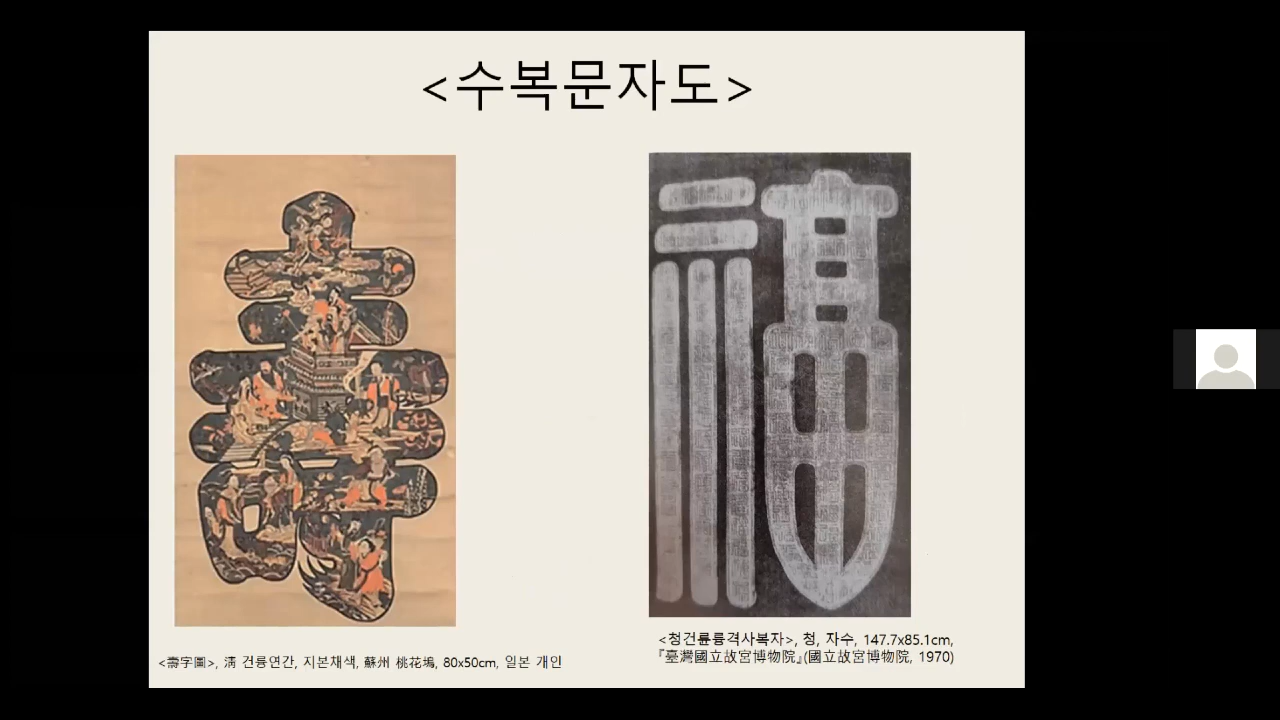 <수복문자도>
<壽字圖>, 淸 건륭연간, 지본채색, 蘇州 桃花塢, 80x50cm, 일본 개인
<청건륜륭격사복자>, 청, 자수, 147.7x85.1cm,
『臺灣國立故宮博物院』(國立故宮博物院, 1970)